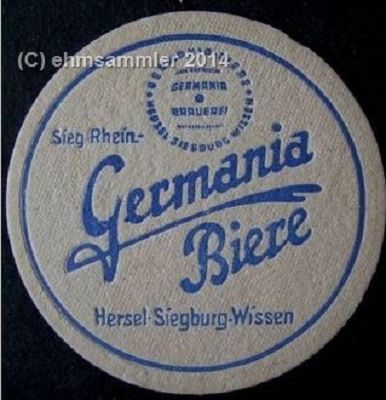 (C) ehmsammler 2014
GERMANIA
BRAUEREI
HERSEL SIEGBURG WISSEN
Sieg-Rhein.-
Germania
Biere
Hersel-Siegburg-Wissen